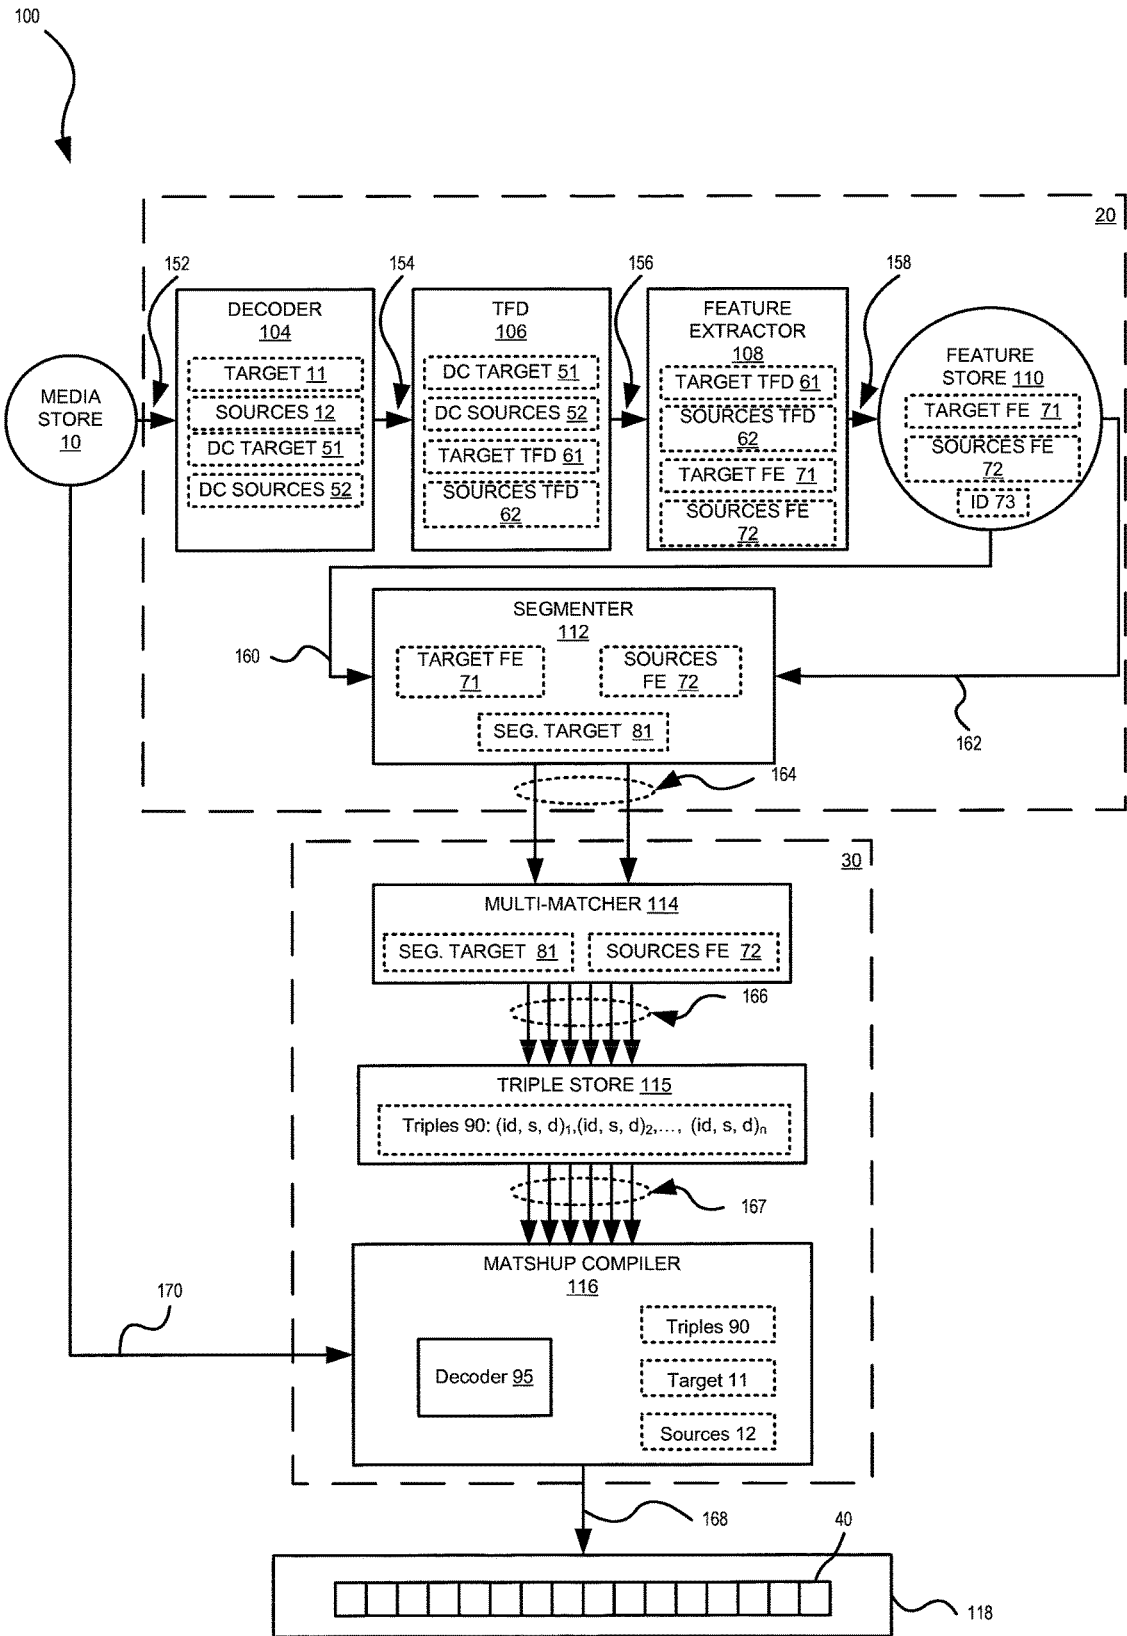 100
20
152
154
156
158
DECODER
104
TARGET 11
SOURCES 12
DC TARGET 51
DC SOURCES 52
TFD
106
DC TARGET 51
DC SOURCES 52
TARGET TFD 61
SOURCES TFD
62
FEATURE
EXTRACTOR
108
TARGET TFD 61
SOURCES TFD
62
TARGET FE 71
SOURCES FE
72
FEATURE
STORE 110
TARGET FE 71
SOURCES FE
72
ID 73
MEDIA
STORE
10
SEGMENTER
112
TARGET FE
71
SOURCES
FE 72
SEG. TARGET 81
160
162
164
30
MULTI-MATCHER 114
SEG. TARGET 81
SOURCES FE 72
166
TRIPLE STORE 115
Triples 90: (id, s, d)1,(id, s, d)2,..., (id, s, d)n
167
MATSHUP COMPILER
116
Decoder 95
Triples 90
Target 11
Sources 12
170
168
40
118